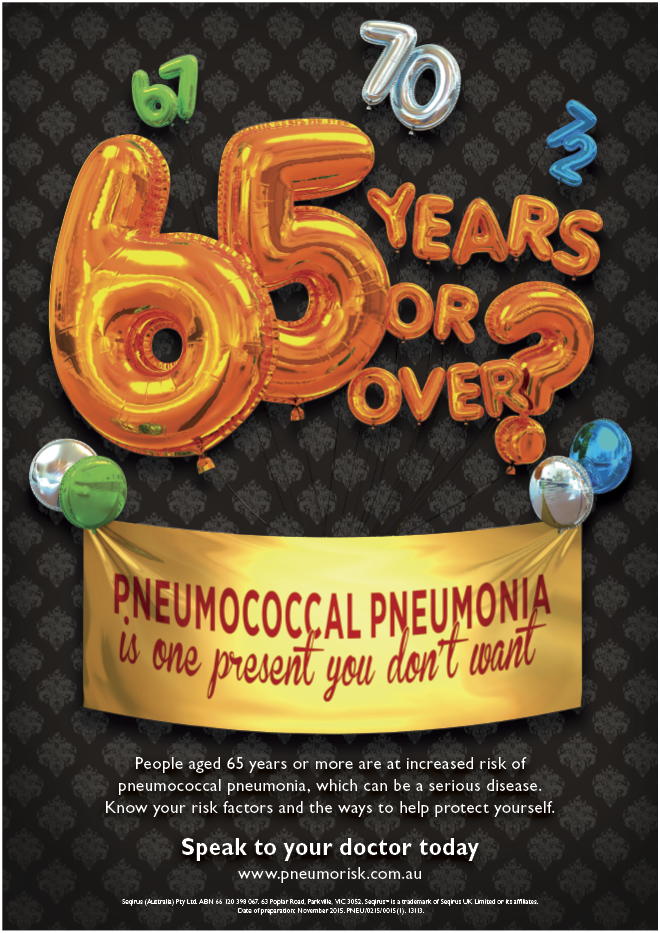 67
70
72
65 YEARS
OR
OVER?
PNEUMOCOCCAL PNEUMONIA
is one present you don't want
People aged 65 years or more are at increased risk of
pneumococcal pneumonia, which can be a serious disease.
Know your risk factors and the ways to help protect yourself.
Speak to your doctor today
www.pneumorisk.com.au
Seqirus (Australia) Pty Ltd. ABN 66 120 398 067. 63 Poplar Road, Parkville, VIC 3052. Seqirus™ is a trademark of Seqirus UK Limited or its affiliates.
Date of preparation: November 2015. PNEU/0215/0015(1). 13113.